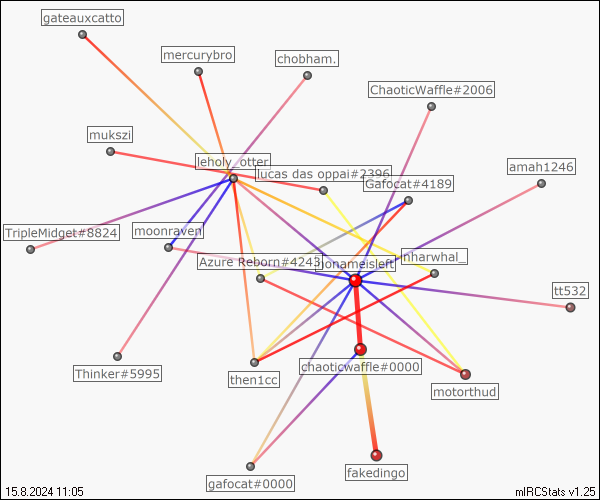 gateauxcatto
mercurybro
chobham.
ChaoticWaffle#2006
mukszi
leholy_otter
lucas das oppai#2396
amah1246
Gafocat#4189
TripleMidget#8824
moonraven
Azure Reborn#4243
nonameisleft
nharwhal_
tt532
Thinker#5995
then1cc
chaoticwaffle#0000
motorthud
gafocat#0000
fakedingo
15.8.2024 11:05
mIRCStats v1.25